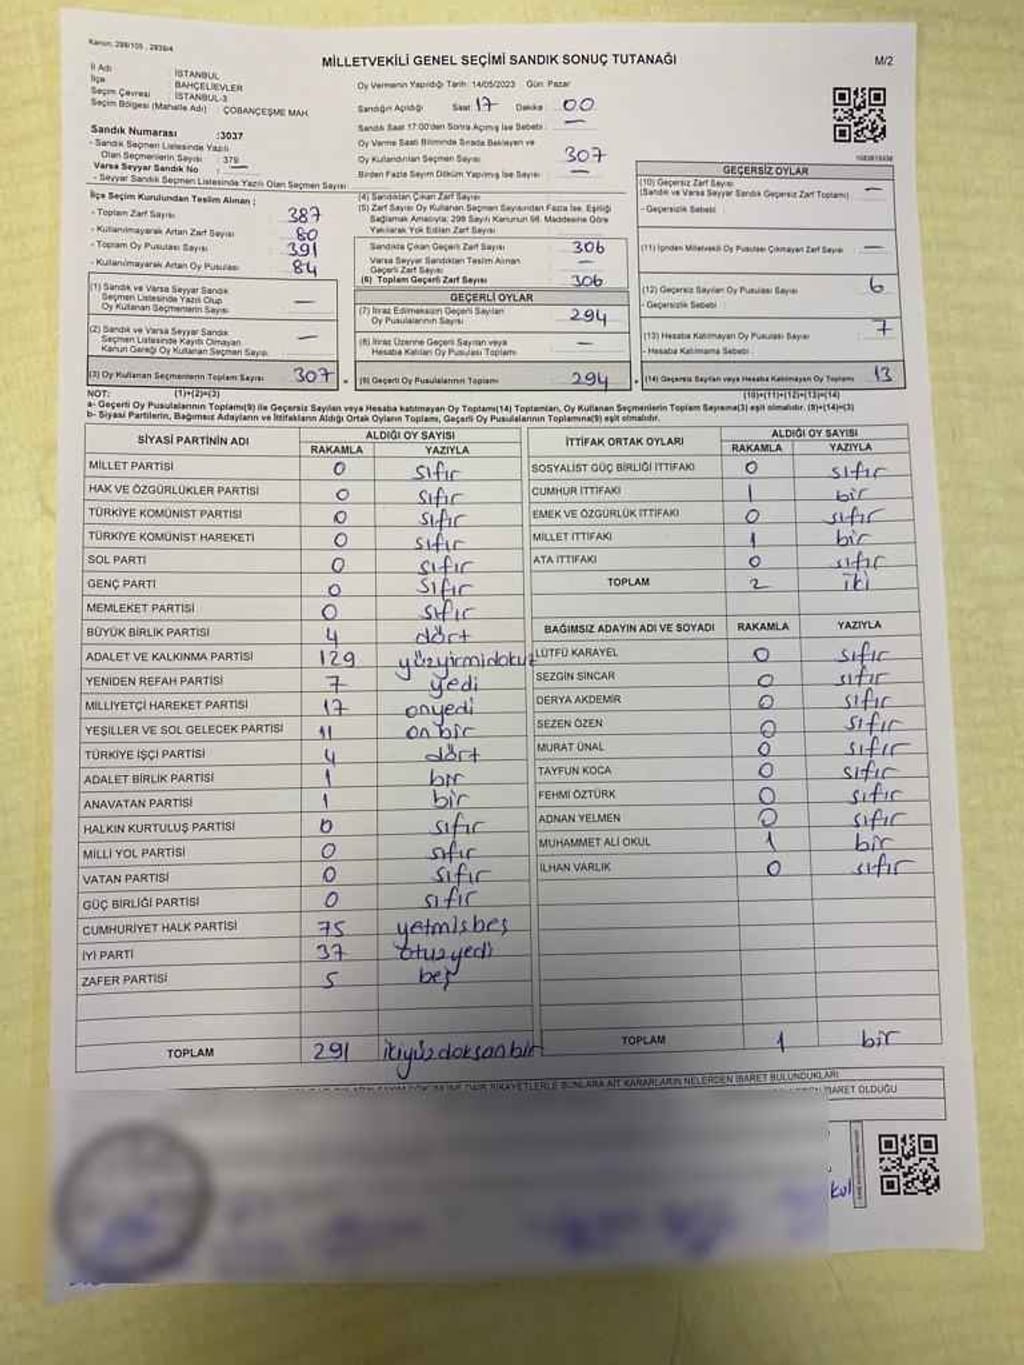 Kanun: 298/105 , 2839/4
MİLLETVEKİLİ GENEL SEÇİMİ SANDIK SONUÇ TUTANAĞI
M/2
İl Adı İSTANBUL
İlçe BAHÇELİEVLER
Seçim Çevresi İSTANBUL-3
Seçim Bölgesi (Mahalle Adı) ÇOBANÇEŞME MAH.
Sandık Numarası :3037
- Sandık Seçmen Listesinde Yazılı
Olan Seçmenlerin Sayısı : 379
Varsa Seyyar Sandık No —
- Seyyar Sandık Seçmen Listesinde Yazılı Olan Seçmen Sayısı
Oy Vermenin Yapıldığı Tarih: 14/05/2023 Gün: Pazar
Sandığın Açıldığı Saat 17 Dakika 00
Sandık Saat 17:00'den Sonra Açılmış İse Sebebi —
Oy Verme Saati Bitiminde Sırada Bekleyen ve
Oy Kullandırılan Seçmen Sayısı 307
Birden Fazla Sayım Döküm Yapılmış İse Sayısı —
İlçe Seçim Kurulundan Teslim Alınan ;
- Toplam Zarf Sayısı 387
- Kullanılmayarak Artan Zarf Sayısı 80
- Toplam Oy Pusulası Sayısı 391
- Kullanılmayarak Artan Oy Pusulası 84
(1) Sandık ve Varsa Seyyar Sandık
Seçmen Listesinde Yazılı Olup
Oy Kullanan Seçmenlerin Sayısı —
(2) Sandık ve Varsa Seyyar Sandık
Seçmen Listesinde Kayıtlı Olmayan
Kanun Gereği Oy Kullanan Seçmen Sayısı —
(3) Oy Kullanan Seçmenlerin Toplam Sayısı 307
(4) Sandıktan Çıkan Zarf Sayısı
(5) Zarf Sayısı Oy Kullanan Seçmen Sayısından Fazla İse, Eşitliği
Sağlamak Amacıyla; 298 Sayılı Kanunun 98. Maddesine Göre
Yakılarak Yok Edilen Zarf Sayısı
Sandıkta Çıkan Geçerli Zarf Sayısı 306
Varsa Seyyar Sandıktan Teslim Alınan
Geçerli Zarf Sayısı —
(6) Toplam Geçerli Zarf Sayısı 306
GEÇERLİ OYLAR
(7) İtiraz Edilmeksizin Geçerli Sayılan
Oy Pusulalarının Sayısı 294
(8) İtiraz Üzerine Geçerli Sayılan veya
Hesaba Katılan Oy Pusulası Toplamı —
(9) Geçerli Oy Pusulalarının Toplamı 294
GEÇERSİZ OYLAR
(10) Geçersiz Zarf Sayısı
(Sandık ve Varsa Seyyar Sandık Geçersiz Zarf Toplamı) —
- Geçersizlik Sebebi :
(11) İçinden Milletvekili Oy Pusulası Çıkmayan Zarf Sayısı —
(12) Geçersiz Sayılan Oy Pusulası Sayısı 6
- Geçersizlik Sebebi :
(13) Hesaba Katılmayan Oy Pusulası Sayısı 7
- Hesaba Katılmama Sebebi :
(14) Geçersiz Sayılan veya Hesaba Katılmayan Oy Toplamı 13
NOT: (1)+(2)=(3) (10)+(11)+(12)+(13)=(14)
a- Geçerli Oy Pusulalarının Toplamı(9) ile Geçersiz Sayılan veya Hesaba katılmayan Oy Toplamı(14) Toplamları, Oy Kullanan Seçmenlerin Toplam Sayısına(3) eşit olmalıdır. (9)+(14)=(3)
b- Siyasi Partilerin, Bağımsız Adayların ve İttifakların Aldığı Ortak Oyların Toplamı, Geçerli Oy Pusulalarının Toplamına(9) eşit olmalıdır.
SİYASİ PARTİNİN ADI ALDIĞI OY SAYISI
RAKAMLA YAZIYLA
MİLLET PARTİSİ 0 sıfır
HAK VE ÖZGÜRLÜKLER PARTİSİ 0 sıfır
TÜRKİYE KOMÜNİST PARTİSİ 0 sıfır
TÜRKİYE KOMÜNİST HAREKETİ 0 sıfır
SOL PARTİ 0 sıfır
GENÇ PARTİ 0 sıfır
MEMLEKET PARTİSİ 0 sıfır
BÜYÜK BİRLİK PARTİSİ 4 dört
ADALET VE KALKINMA PARTİSİ 129 yüzyirmidokuz
YENİDEN REFAH PARTİSİ 7 yedi
MİLLİYETÇİ HAREKET PARTİSİ 17 onyedi
YEŞİLLER VE SOL GELECEK PARTİSİ 11 on bir
TÜRKİYE İŞÇİ PARTİSİ 4 dört
ADALET BİRLİK PARTİSİ 1 bir
ANAVATAN PARTİSİ 1 bir
HALKIN KURTULUŞ PARTİSİ 0 sıfır
MİLLİ YOL PARTİSİ 0 sıfır
VATAN PARTİSİ 0 sıfır
GÜÇ BİRLİĞİ PARTİSİ 0 sıfır
CUMHURİYET HALK PARTİSİ 75 yetmişbeş
İYİ PARTİ 37 otuzyedi
ZAFER PARTİSİ 5 beş
TOPLAM 291 ikiyüzdoksanbir
İTTİFAK ORTAK OYLARI ALDIĞI OY SAYISI
RAKAMLA YAZIYLA
SOSYALİST GÜÇ BİRLİĞİ İTTİFAKI 0 sıfır
CUMHUR İTTİFAKI 1 bir
EMEK VE ÖZGÜRLÜK İTTİFAKI 0 sıfır
MİLLET İTTİFAKI 1 bir
ATA İTTİFAKI 0 sıfır
TOPLAM 2 iki
BAĞIMSIZ ADAYIN ADI VE SOYADI RAKAMLA YAZIYLA
LÜTFÜ KARAYEL 0 sıfır
SEZGİN SİNCAR 0 sıfır
DERYA AKDEMİR 0 sıfır
SEZEN ÖZEN 0 sıfır
MURAT ÜNAL 0 sıfır
TAYFUN KOCA 0 sıfır
FEHMİ ÖZTÜRK 0 sıfır
ADNAN YELMEN 0 sıfır
MUHAMMET ALİ OKUL 1 bir
İLHAN VARLIK 0 sıfır
TOPLAM 1 bir
ŞİKAYETLERLE BUNLARA AİT KARARLARIN NELERDEN İBARET BULUNDUKLARI
İBARET OLDUĞU
kul